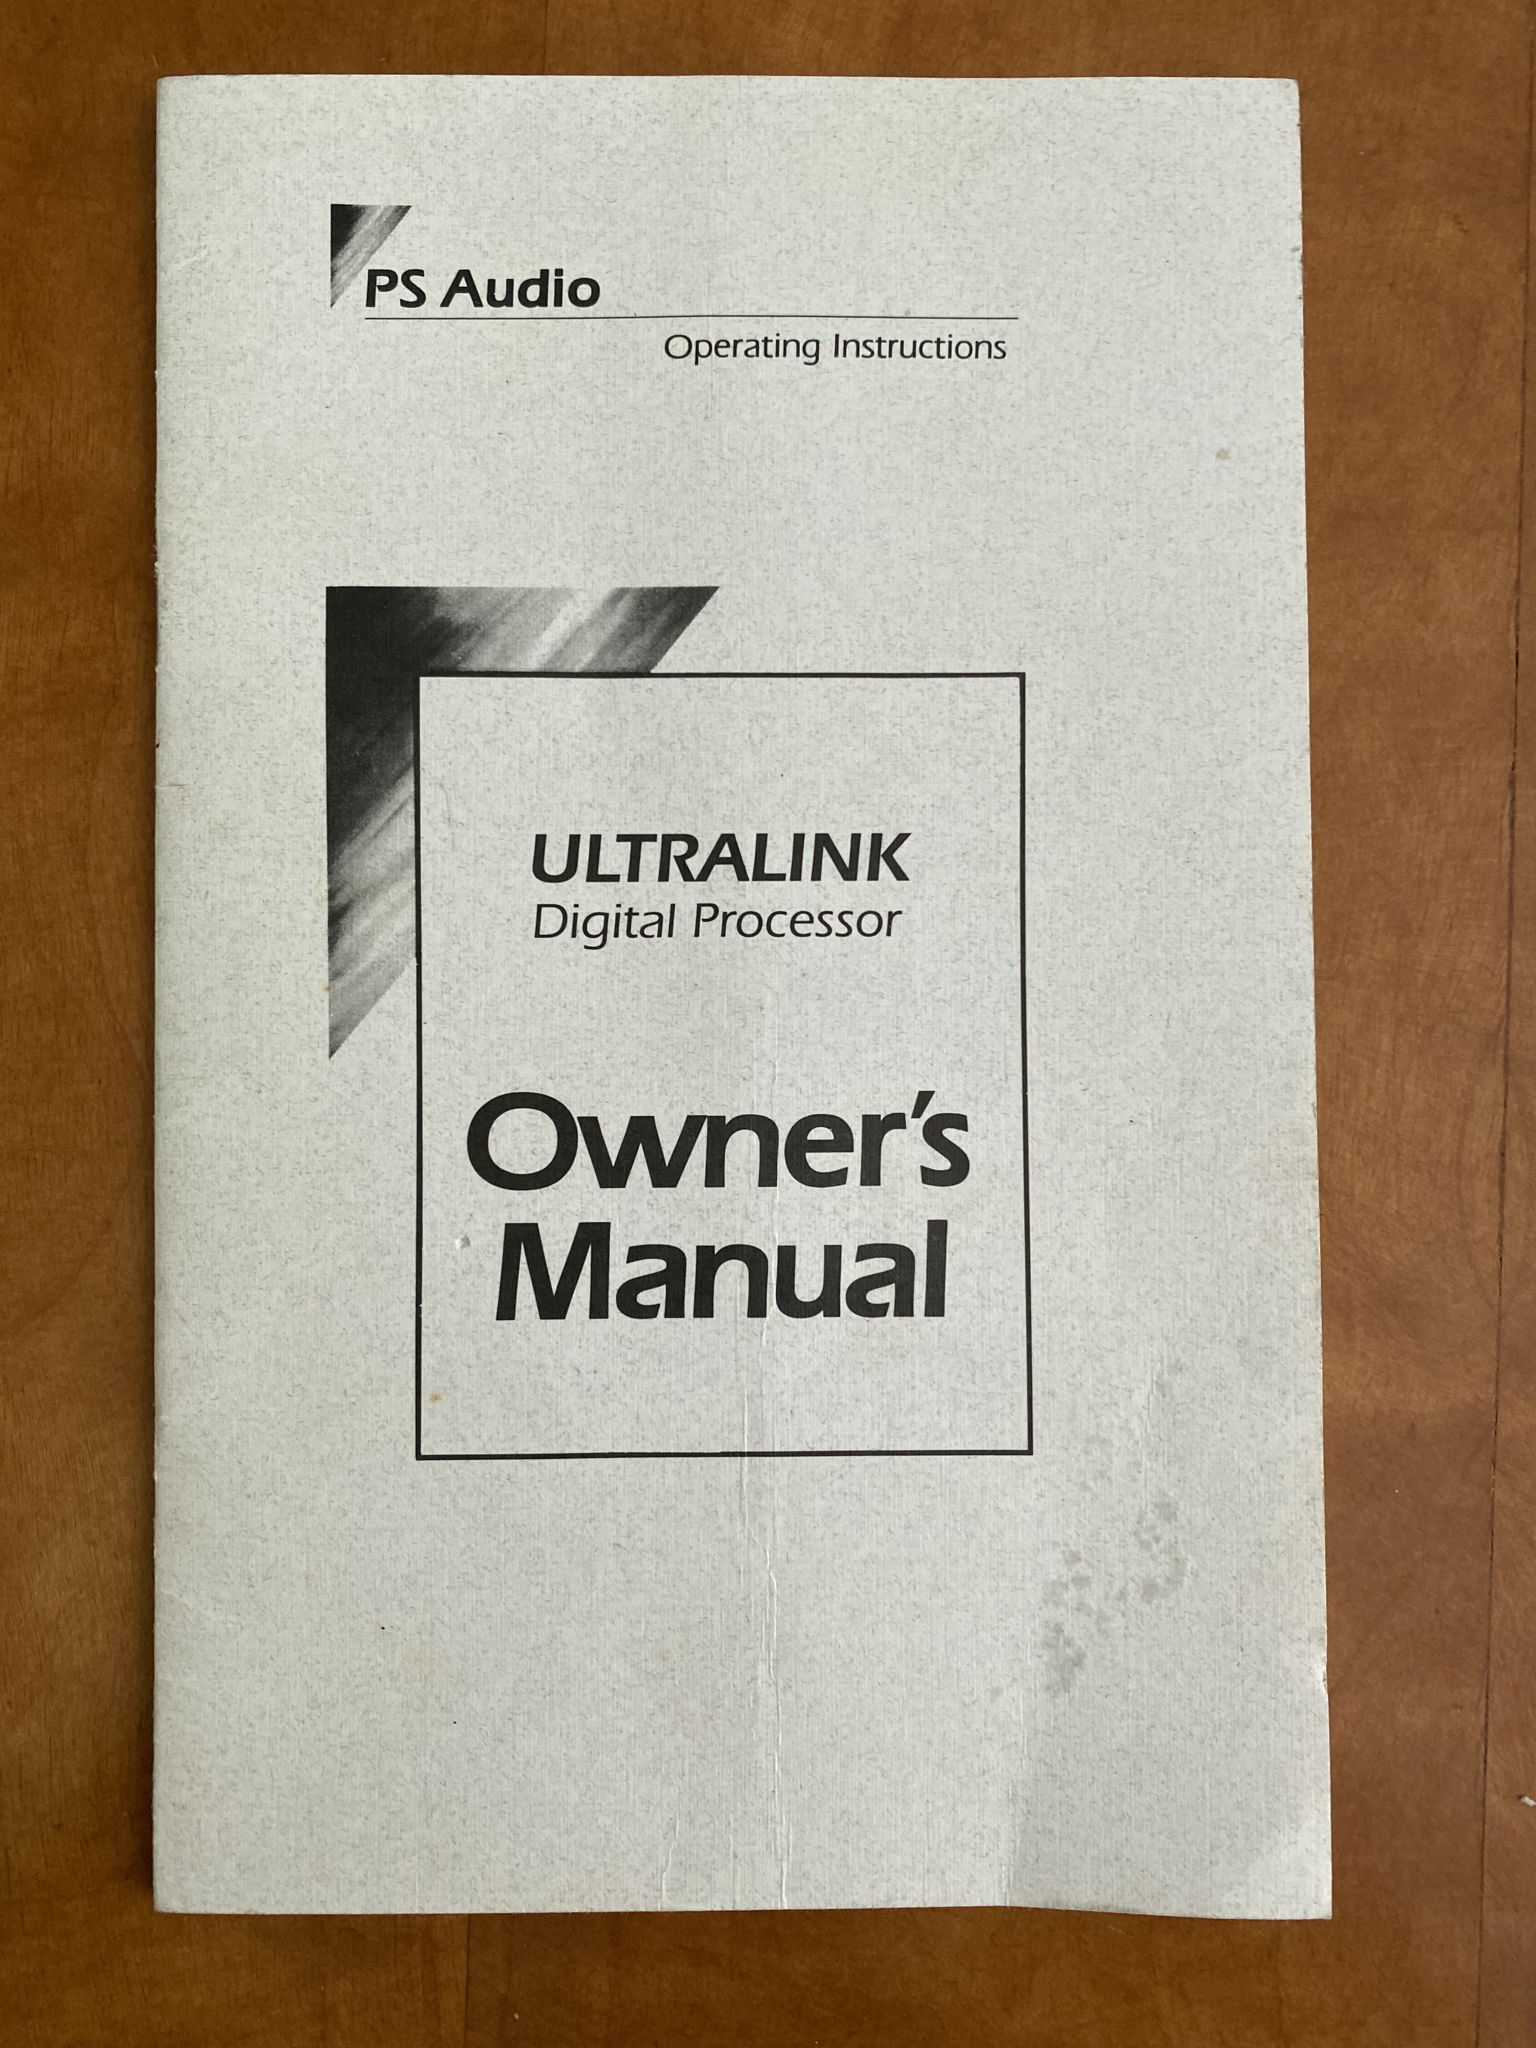 PS Audio
Operating Instructions
ULTRALINK
Digital Processor
Owner's
Manual